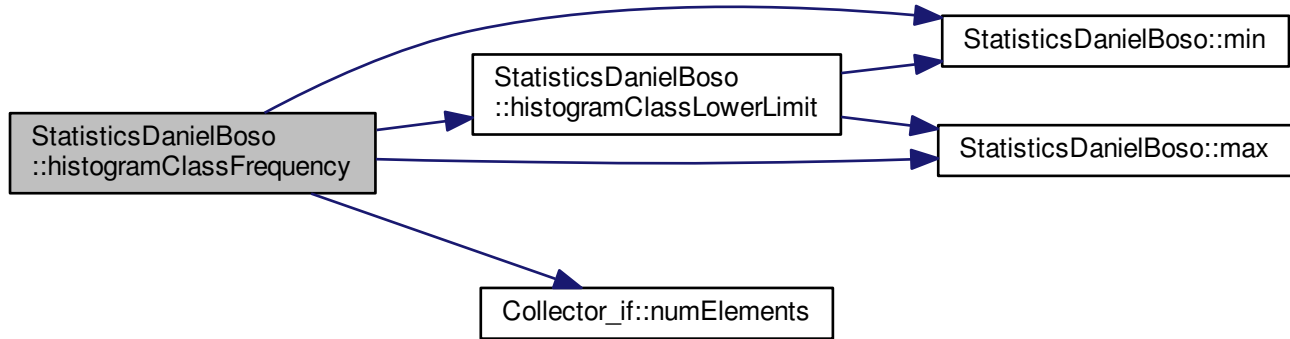 StatisticsDanielBoso
::histogramClassFrequency
StatisticsDanielBoso
::histogramClassLowerLimit
StatisticsDanielBoso::min
StatisticsDanielBoso::max
Collector_if::numElements